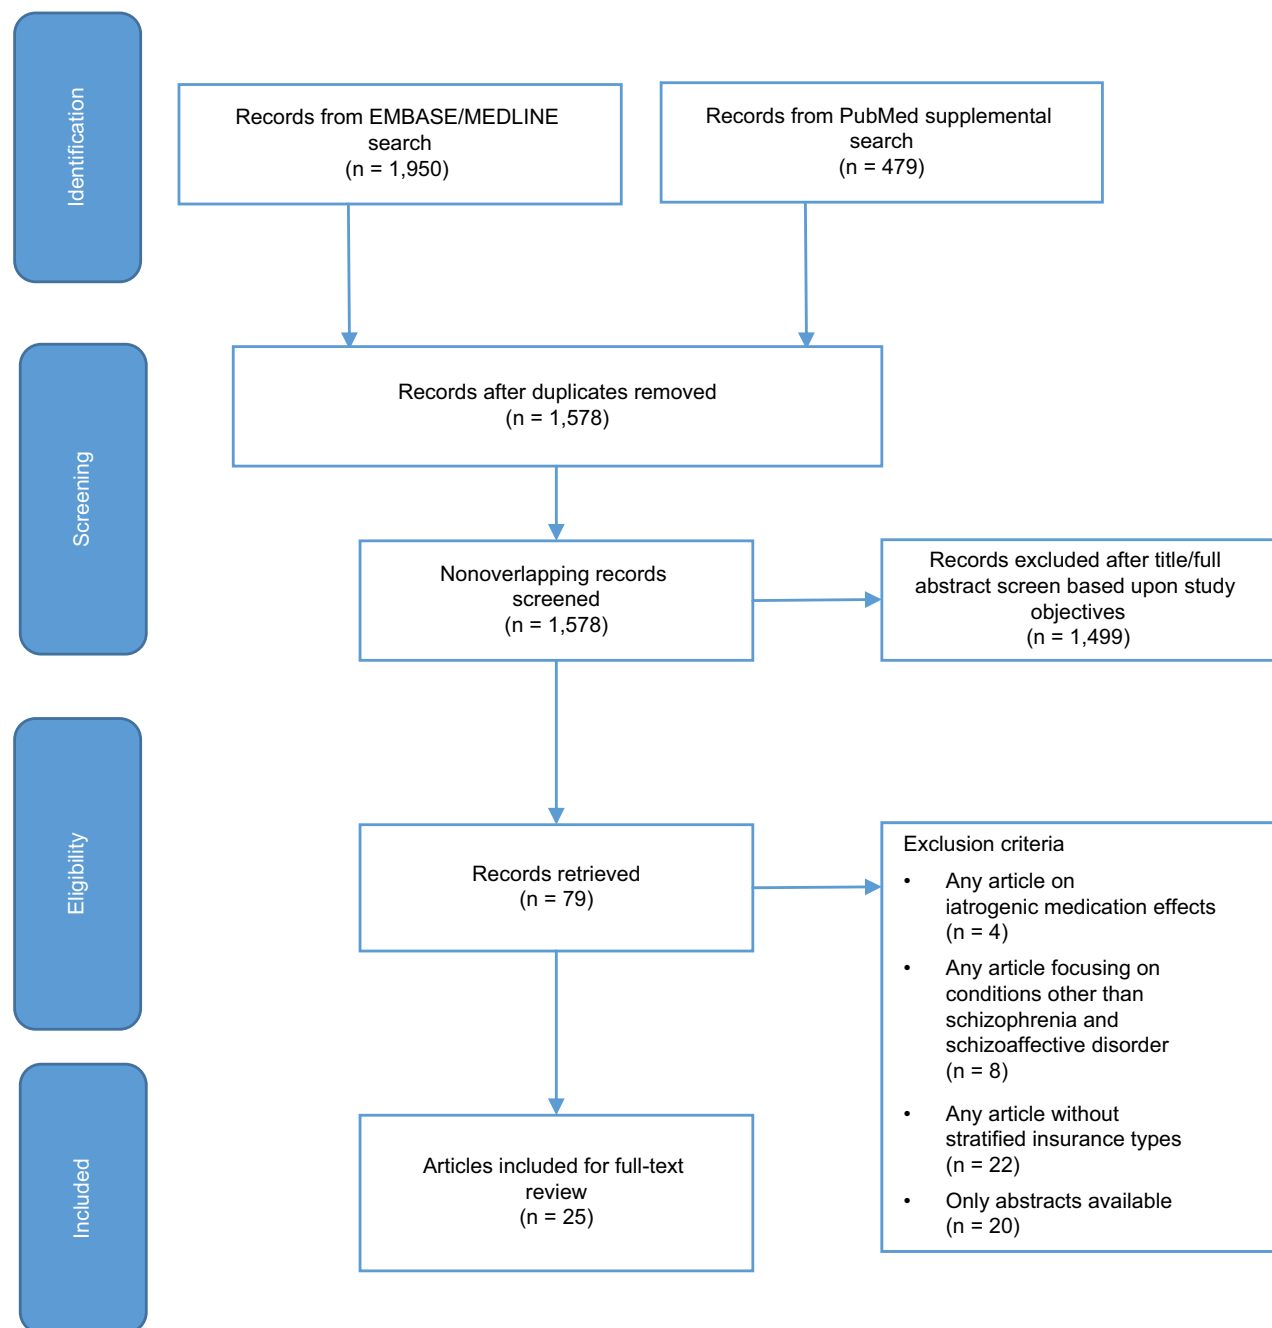 Identification
Records from EMBASE/MEDLINE
search
(n = 1,950)
Records from PubMed supplemental
search
(n = 479)
Screening
Records after duplicates removed
(n = 1,578)
Nonoverlapping records
screened
(n = 1,578)
Records excluded after title/full
abstract screen based upon study
objectives
(n = 1,499)
Eligibility
Records retrieved
(n = 79)
Exclusion criteria
• Any article on
iatrogenic medication effects
(n = 4)
• Any article focusing on
conditions other than
schizophrenia and
schizoaffective disorder
(n = 8)
• Any article without
stratified insurance types
(n = 22)
• Only abstracts available
(n = 20)
Included
Articles included for full-text
review
(n = 25)